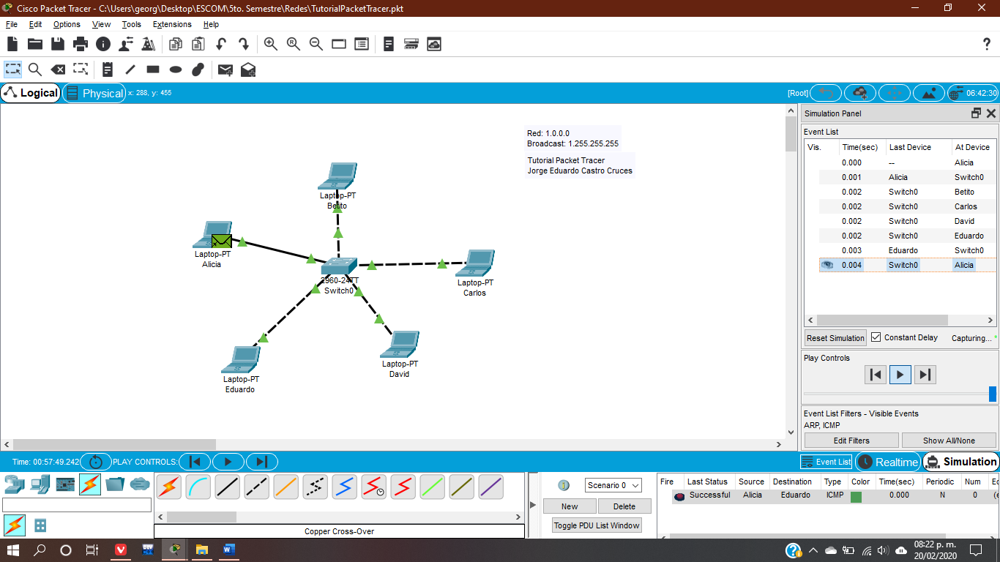 Cisco Packet Tracer - C:\Users\georg\Desktop\ESCOM\5to. Semestre\Redes\TutorialPacketTracer.pkt
File Edit Options View Tools Extensions Help
Logical Physical x: 288, y: 455 [Root] 06:42:30
Red: 1.0.0.0
Broadcast: 1.255.255.255
Tutorial Packet Tracer
Jorge Eduardo Castro Cruces
Laptop-PT
Betito
Laptop-PT
Alicia
2960-24TT
Switch0
Laptop-PT
Carlos
Laptop-PT
David
Laptop-PT
Eduardo
Simulation Panel
Event List
Vis. Time(sec) Last Device At Device
0.000 -- Alicia
0.001 Alicia Switch0
0.002 Switch0 Betito
0.002 Switch0 Carlos
0.002 Switch0 David
0.002 Switch0 Eduardo
0.003 Eduardo Switch0
0.004 Switch0 Alicia
Reset Simulation Constant Delay Capturing... *
Play Controls
Event List Filters - Visible Events
ARP, ICMP
Edit Filters Show All/None
Time: 00:57:49.242 PLAY CONTROLS: Event List Realtime Simulation
Copper Cross-Over
Scenario 0
New Delete
Toggle PDU List Window
Fire Last Status Source Destination Type Color Time(sec) Periodic Num Ed
Successful Alicia Eduardo ICMP 0.000 N 0 (e
08:22 p. m.
20/02/2020